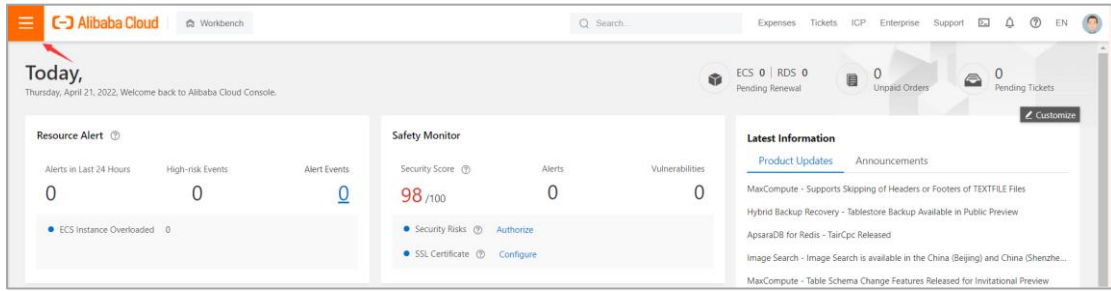 Alibaba Cloud
Workbench
Search...
Expenses Tickets ICP Enterprise Support EN
Today,
Thursday, April 21, 2022, Welcome back to Alibaba Cloud Console.
ECS 0 | RDS 0
Pending Renewal
0
Unpaid Orders
0
Pending Tickets
Customize
Resource Alert
Alerts in Last 24 Hours High-risk Events Alert Events
0 0 0
ECS Instance Overloaded 0
Safety Monitor
Security Score Alerts Vulnerabilities
98 /100 0 0
Security Risks Authorize
SSL Certificate Configure
Latest Information
Product Updates Announcements
MaxCompute - Supports Skipping of Headers or Footers of TEXTFILE Files
Hybrid Backup Recovery - Tablestore Backup Available in Public Preview
ApsaraDB for Redis - TairCpc Released
Image Search - Image Search is available in the China (Beijing) and China (Shenzhe...
MaxCompute - Table Schema Change Features Released for Invitational Preview